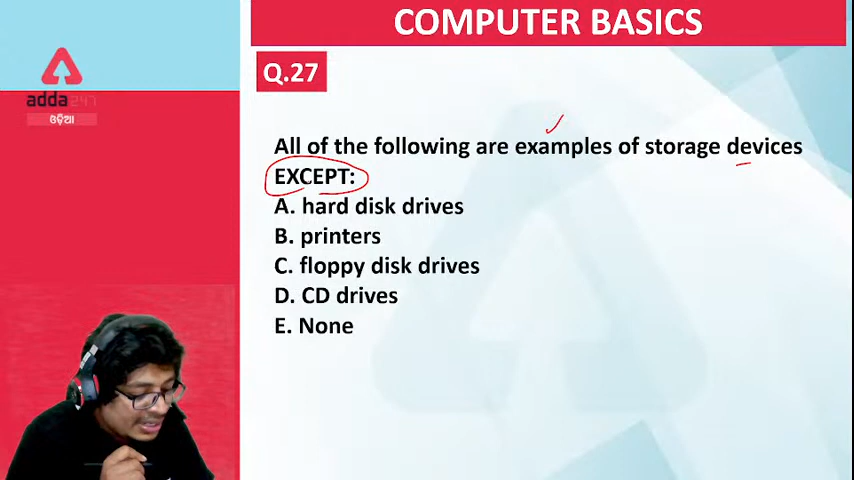 COMPUTER BASICS
Q.27
adda247
ଓଡ଼ିଆ
All of the following are examples of storage devices
EXCEPT:
A. hard disk drives
B. printers
C. floppy disk drives
D. CD drives
E. None